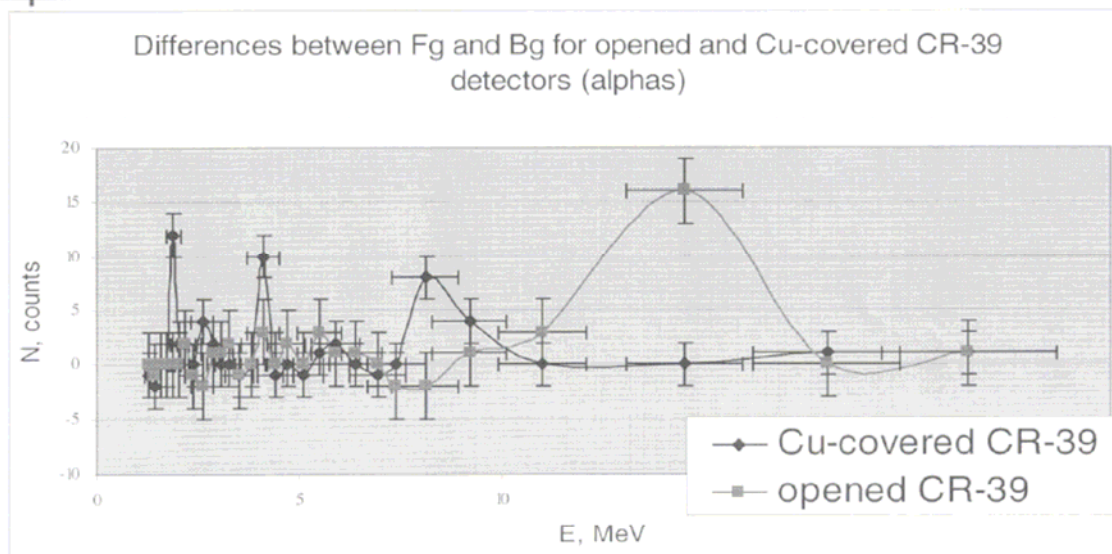 Differences between Fg and Bg for opened and Cu-covered CR-39
detectors (alphas)
20
15
10
5
0
-5
-10
N, counts
0
5
10
E, MeV
Cu-covered CR-39
opened CR-39